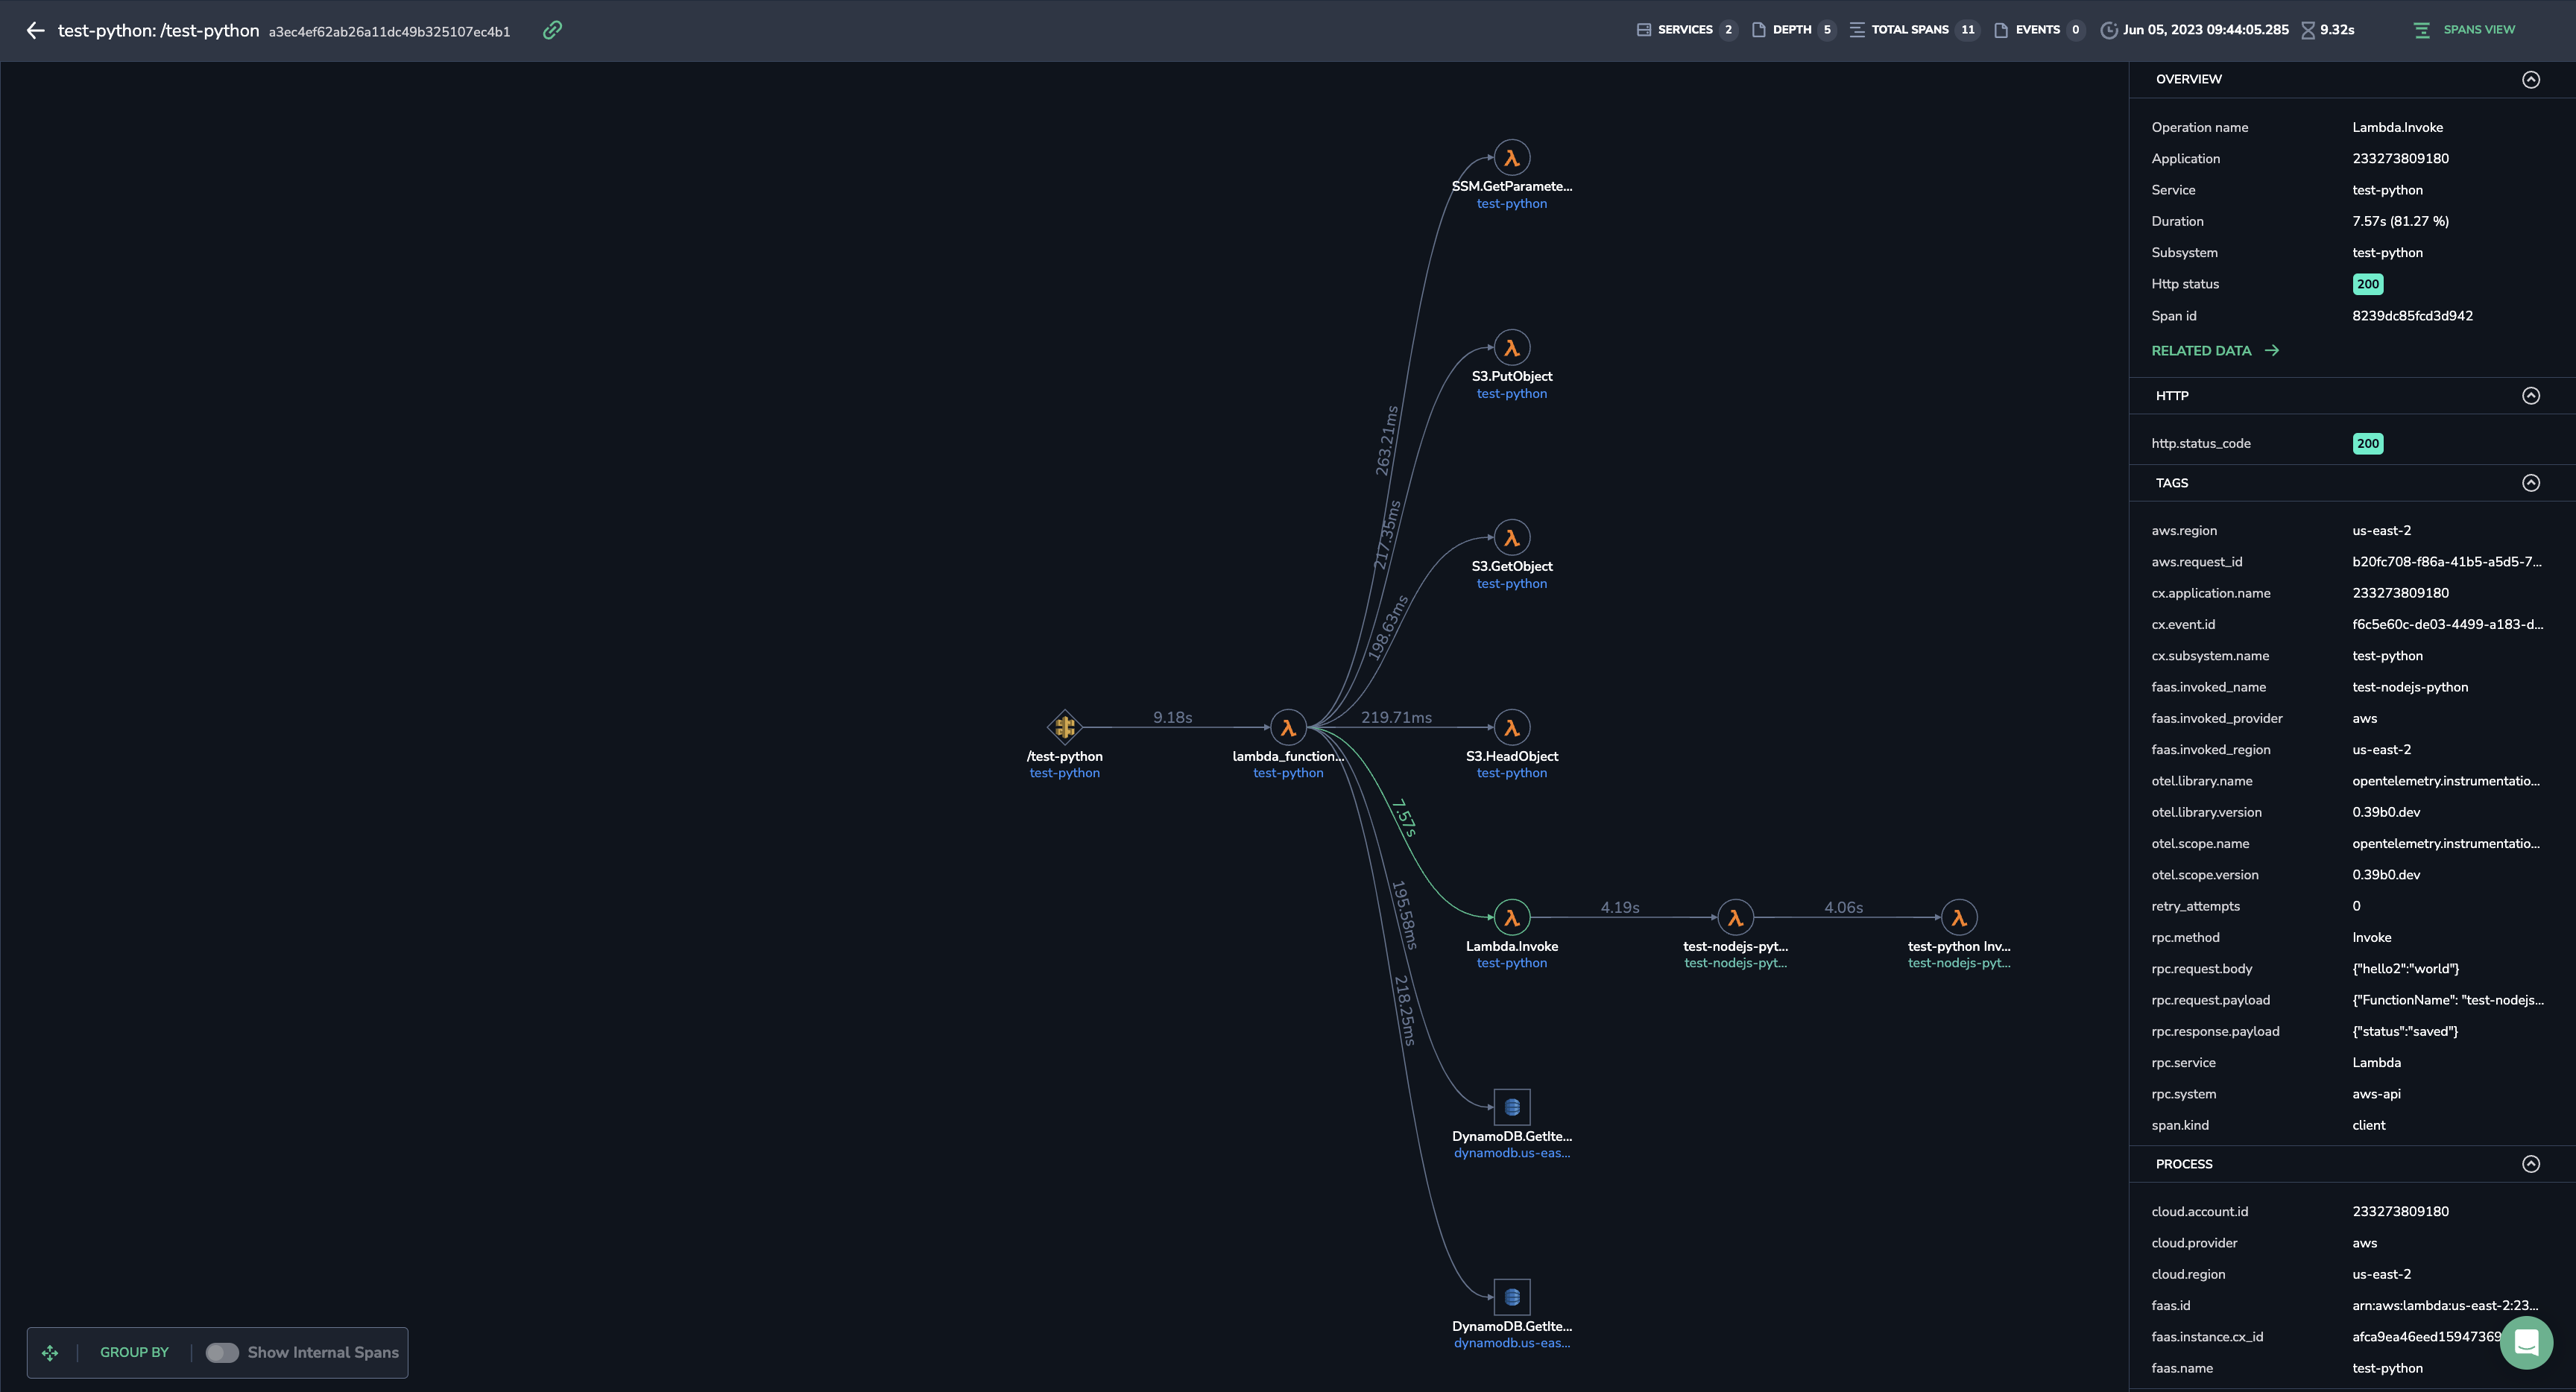 test-python: /test-python a3ec4ef62ab26a11dc49b325107ec4b1
SERVICES 2 DEPTH 5 TOTAL SPANS 11 EVENTS 0 Jun 05, 2023 09:44:05.285 9.32s SPANS VIEW
SSM.GetParamete...
test-python
S3.PutObject
test-python
S3.GetObject
test-python
263.21ms
217.35ms
198.63ms
9.18s
219.71ms
/test-python
test-python
lambda_function...
test-python
S3.HeadObject
test-python
7.57s
195.58ms
218.25ms
4.19s
4.06s
Lambda.Invoke
test-python
test-nodejs-pyt...
test-nodejs-pyt...
test-python Inv...
test-nodejs-pyt...
DynamoDB.GetIte...
dynamodb.us-eas...
DynamoDB.GetIte...
dynamodb.us-eas...
GROUP BY Show Internal Spans
OVERVIEW
Operation name Lambda.Invoke
Application 233273809180
Service test-python
Duration 7.57s (81.27 %)
Subsystem test-python
Http status 200
Span id 8239dc85fcd3d942
RELATED DATA
HTTP
http.status_code 200
TAGS
aws.region us-east-2
aws.request_id b20fc708-f86a-41b5-a5d5-7...
cx.application.name 233273809180
cx.event.id f6c5e60c-de03-4499-a183-d...
cx.subsystem.name test-python
faas.invoked_name test-nodejs-python
faas.invoked_provider aws
faas.invoked_region us-east-2
otel.library.name opentelemetry.instrumentatio...
otel.library.version 0.39b0.dev
otel.scope.name opentelemetry.instrumentatio...
otel.scope.version 0.39b0.dev
retry_attempts 0
rpc.method Invoke
rpc.request.body {"hello2":"world"}
rpc.request.payload {"FunctionName": "test-nodejs...
rpc.response.payload {"status":"saved"}
rpc.service Lambda
rpc.system aws-api
span.kind client
PROCESS
cloud.account.id 233273809180
cloud.provider aws
cloud.region us-east-2
faas.id arn:aws:lambda:us-east-2:23...
faas.instance.cx_id afca9ea46eed15947369
faas.name test-python